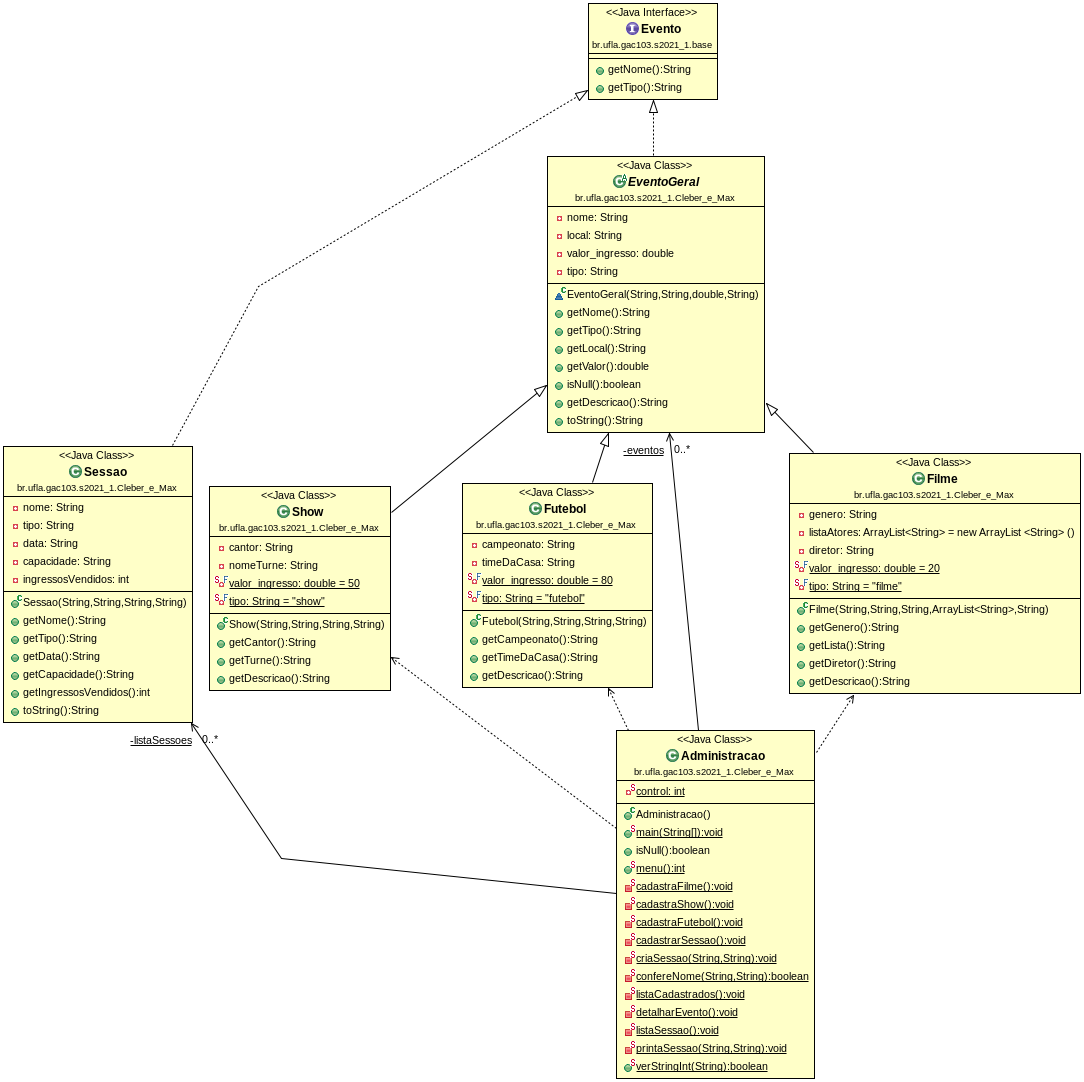 <<Java Interface>>
Evento
br.ufla.gac103.s2021_1.base
getNome():String
getTipo():String
<<Java Class>>
EventoGeral
br.ufla.gac103.s2021_1.Cleber_e_Max
nome: String
local: String
valor_ingresso: double
tipo: String
EventoGeral(String,String,double,String)
getNome():String
getTipo():String
getLocal():String
getValor():double
isNull():boolean
getDescricao():String
toString():String
-eventos
0..*
<<Java Class>>
Sessao
br.ufla.gac103.s2021_1.Cleber_e_Max
nome: String
tipo: String
data: String
capacidade: String
ingressosVendidos: int
Sessao(String,String,String,String)
getNome():String
getTipo():String
getData():String
getCapacidade():String
getIngressosVendidos():int
toString():String
-listaSessoes
0..*
<<Java Class>>
Show
br.ufla.gac103.s2021_1.Cleber_e_Max
cantor: String
nomeTurne: String
valor_ingresso: double = 50
tipo: String = "show"
Show(String,String,String,String)
getCantor():String
getTurne():String
getDescricao():String
<<Java Class>>
Futebol
br.ufla.gac103.s2021_1.Cleber_e_Max
campeonato: String
timeDaCasa: String
valor_ingresso: double = 80
tipo: String = "futebol"
Futebol(String,String,String,String)
getCampeonato():String
getTimeDaCasa():String
getDescricao():String
<<Java Class>>
Filme
br.ufla.gac103.s2021_1.Cleber_e_Max
genero: String
listaAtores: ArrayList<String> = new ArrayList <String> ()
diretor: String
valor_ingresso: double = 20
tipo: String = "filme"
Filme(String,String,String,ArrayList<String>,String)
getGenero():String
getLista():String
getDiretor():String
getDescricao():String
<<Java Class>>
Administracao
br.ufla.gac103.s2021_1.Cleber_e_Max
control: int
Administracao()
main(String[]):void
isNull():boolean
menu():int
cadastraFilme():void
cadastraShow():void
cadastraFutebol():void
cadastrarSessao():void
criaSessao(String,String):void
confereNome(String,String):boolean
listaCadastrados():void
detalharEvento():void
listaSessao():void
printaSessao(String,String):void
verStringInt(String):boolean